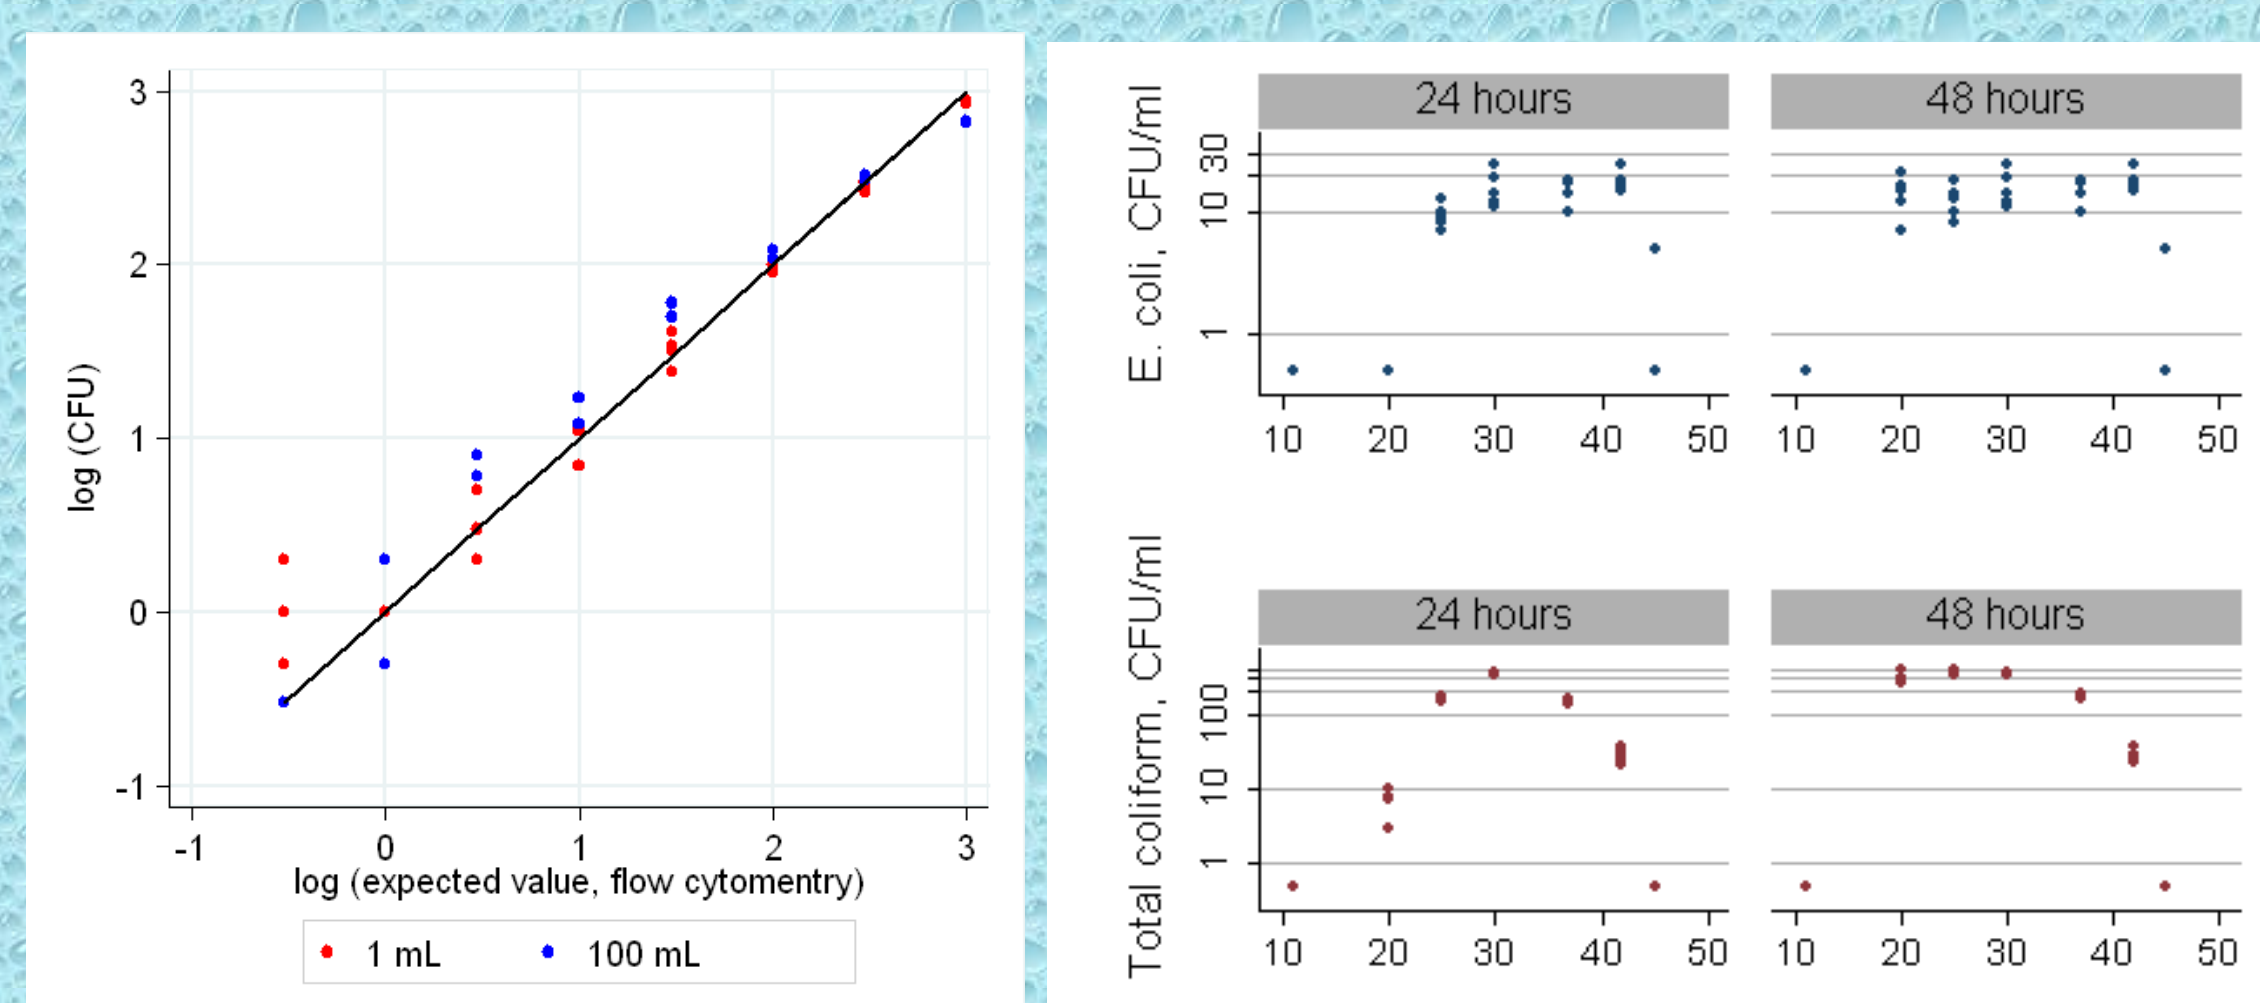 3
2
1
0
-1
log (CFU)
-1 0 1 2 3
log (expected value, flow cytomentry)
1 mL 100 mL
E. coli, CFU/ml
24 hours 48 hours
30
10
1
10 20 30 40 50 10 20 30 40 50
Total coliform, CFU/ml
24 hours 48 hours
100
10
1
10 20 30 40 50 10 20 30 40 50